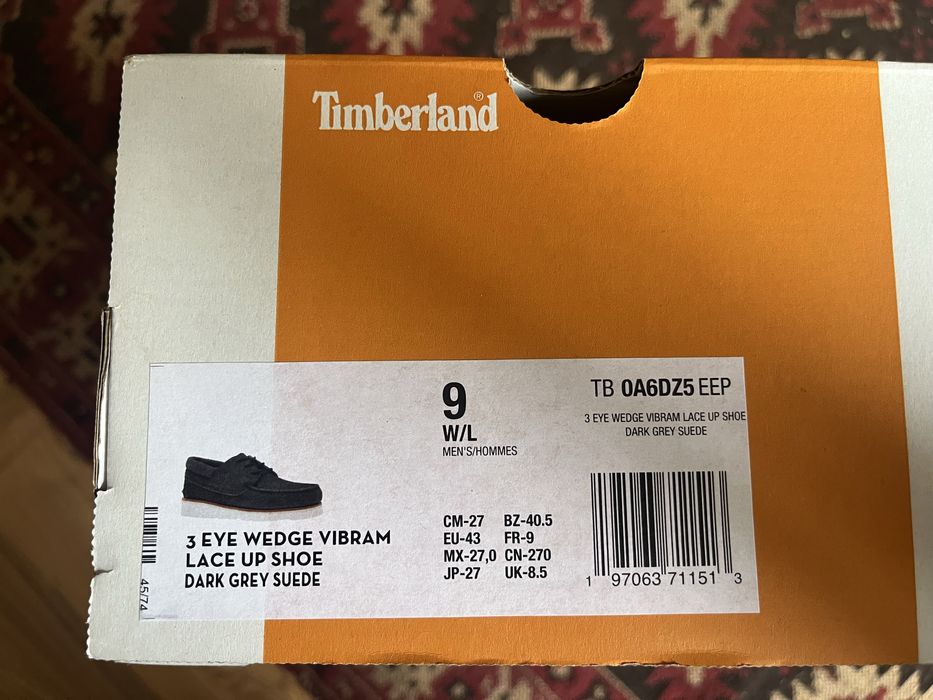 Timberland®
9
W/L
MEN'S/HOMMES
TB 0A6DZ5 EEP
3 EYE WEDGE VIBRAM LACE UP SHOE
DARK GREY SUEDE
3 EYE WEDGE VIBRAM
LACE UP SHOE
DARK GREY SUEDE
CM-27 BZ-40.5
EU-43 FR-9
MX-27,0 CN-270
JP-27 UK-8.5
1 97063 71151 3
45/74